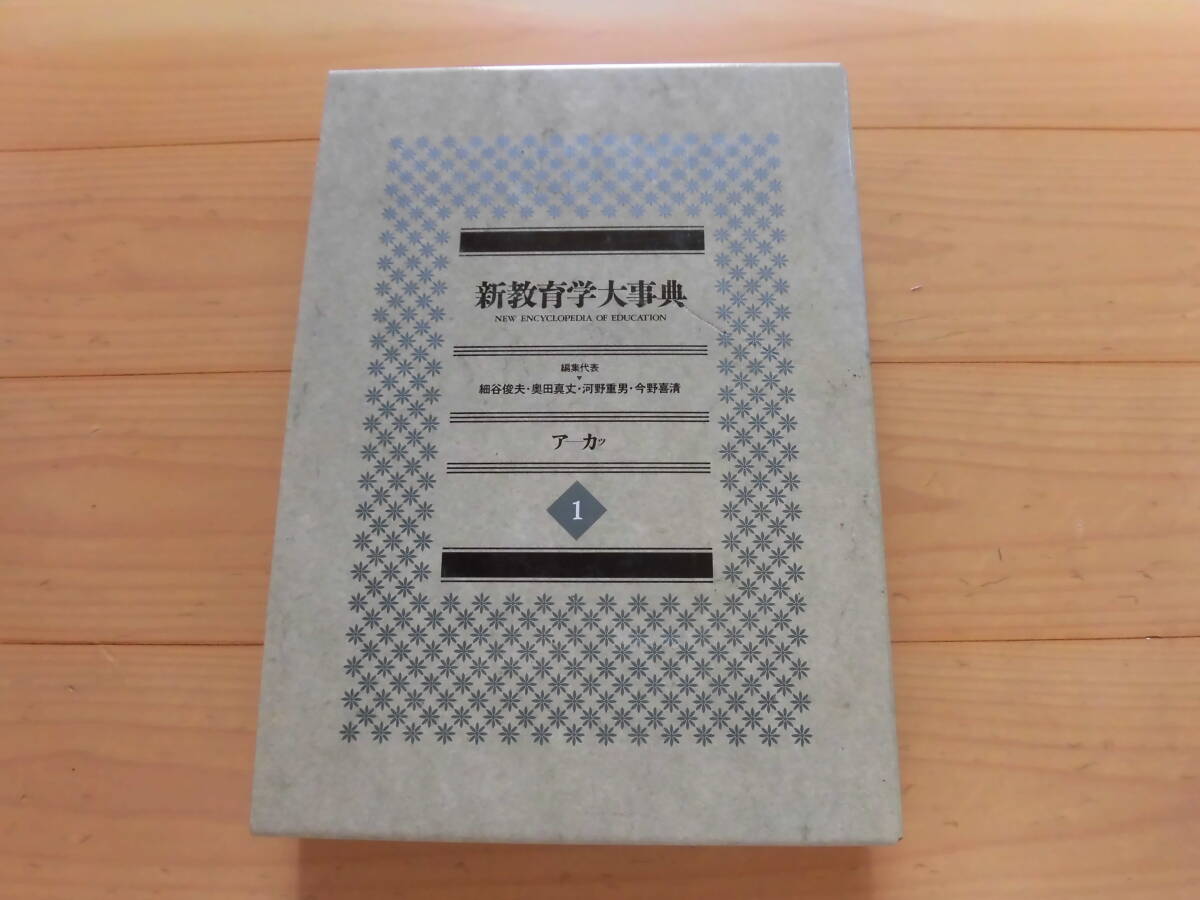 新教育学大事典
NEW ENCYCLOPEDIA OF EDUCATION
編集代表
細谷俊夫・奥田真丈・河野重男・今野喜清
ア—カッ
1